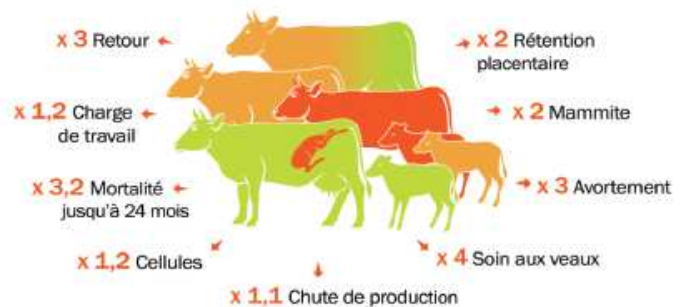 x 3 Retour
x 2 Rétention
placentaire
x 1,2 Charge
de travail
x 2 Mammite
x 3,2 Mortalité
jusqu'à 24 mois
x 3 Avortement
x 1,2 Cellules
x 4 Soin aux veaux
x 1,1 Chute de production